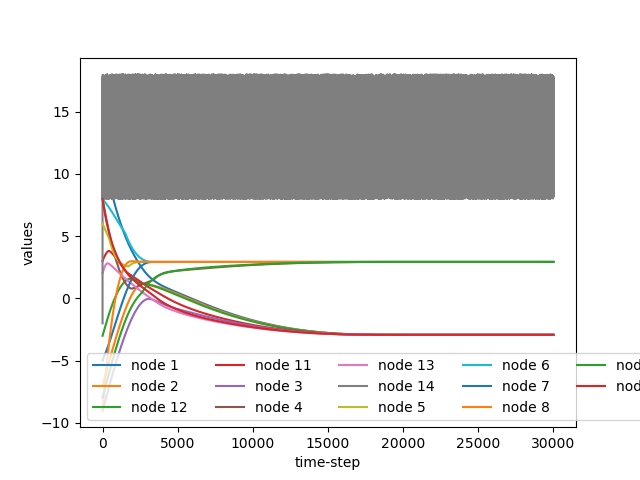 15
10
5
0
−5
−10
values
node 1 node 11 node 13 node 6 nod
node 2 node 3 node 14 node 7 nod
node 12 node 4 node 5 node 8
0 5000 10000 15000 20000 25000 30000
time-step